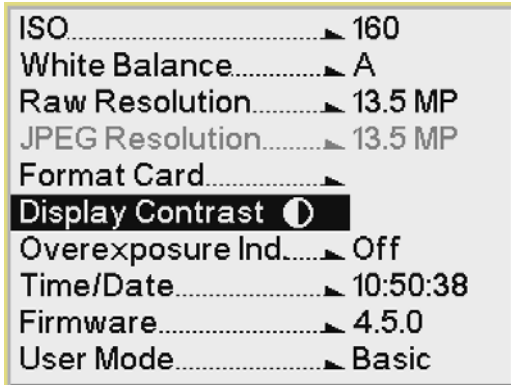 ISO 160
White Balance A
Raw Resolution 13.5 MP
JPEG Resolution 13.5 MP
Format Card
Display Contrast
Overexposure Ind. Off
Time/Date 10:50:38
Firmware 4.5.0
User Mode Basic